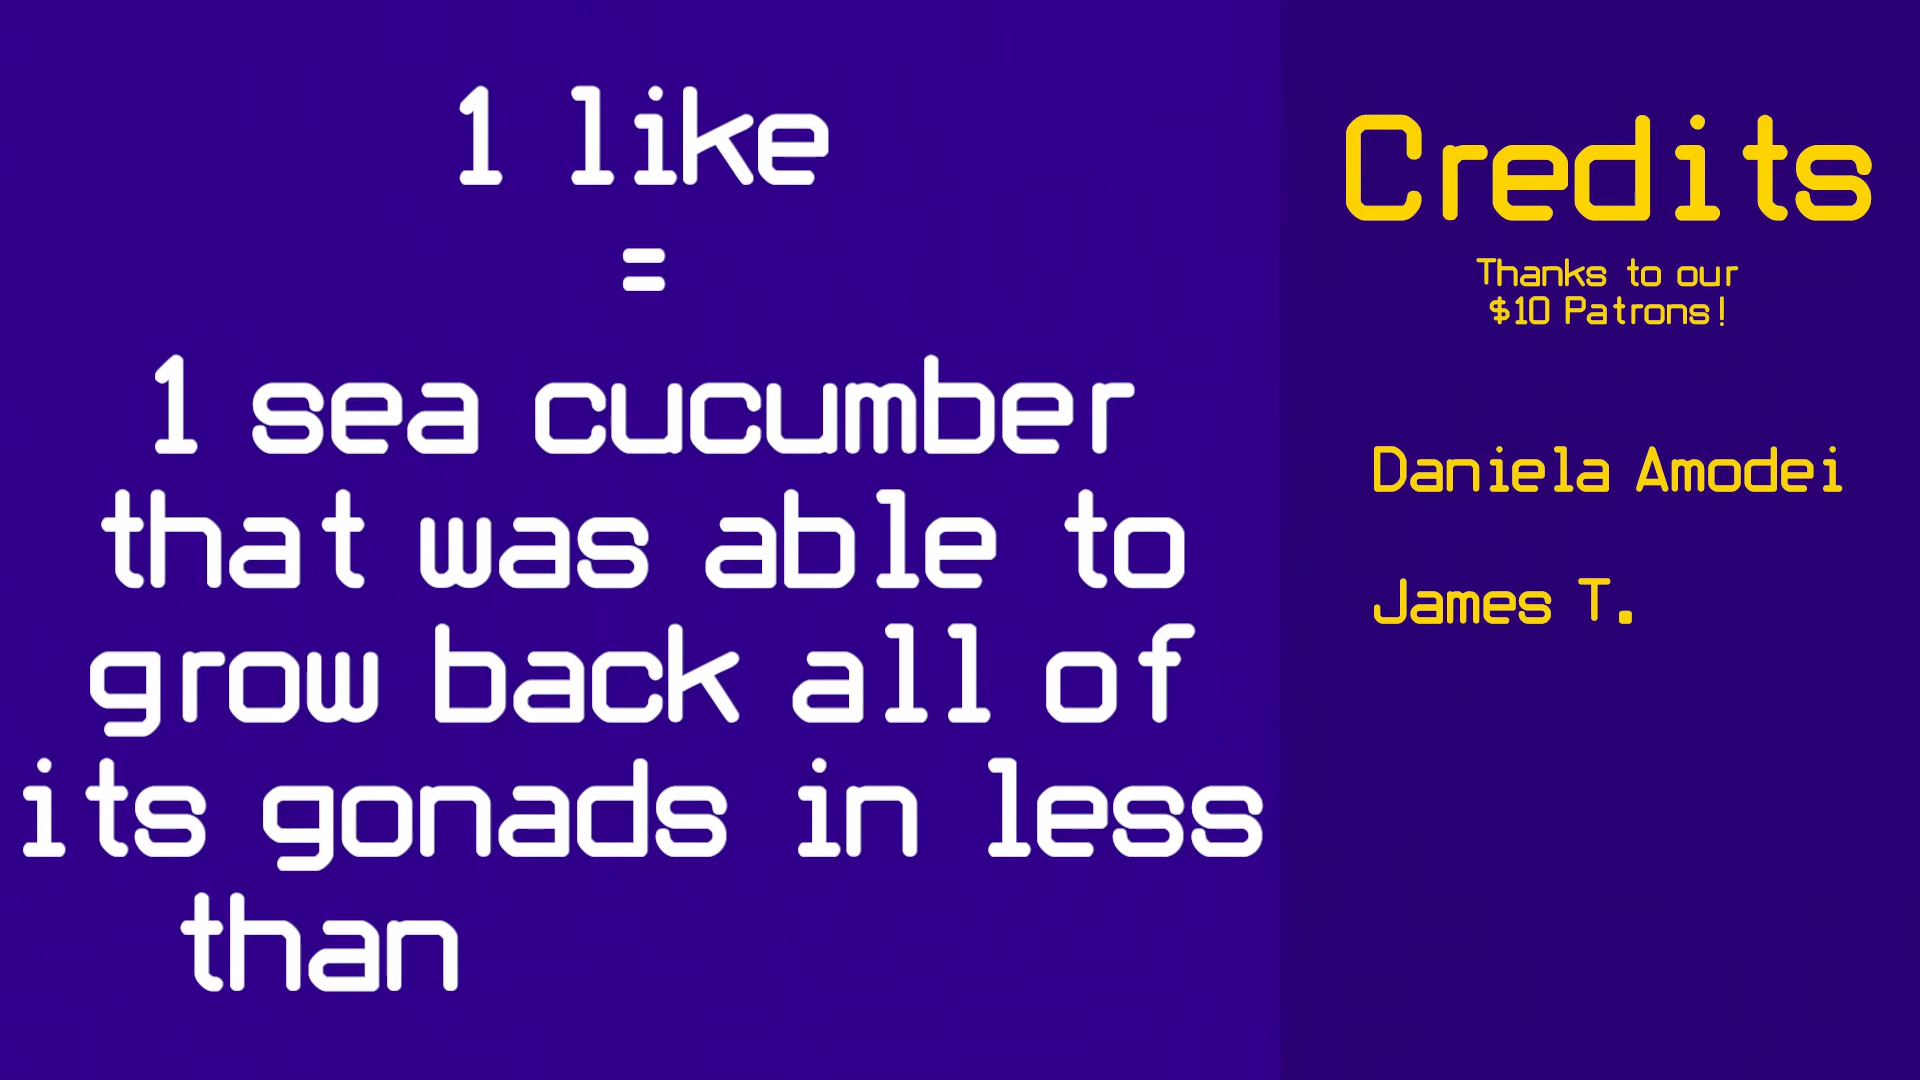 1 like
=
1 sea cucumber
that was able to
grow back all of
its gonads in less
than
Credits
Thanks to our
$10 Patrons!
Daniela Amodei
James T.